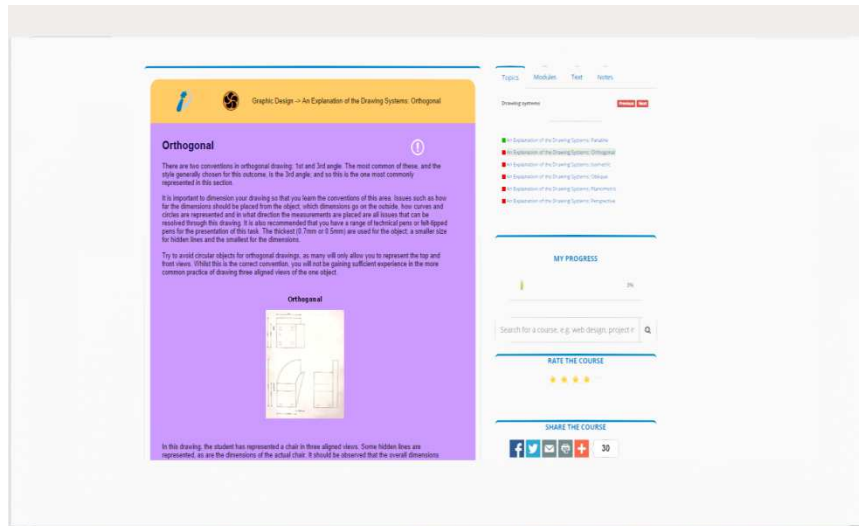 Graphic Design -> An Explanation of the Drawing Systems: Orthogonal
Orthogonal
There are two conventions in orthogonal drawing; 1st and 3rd angle. The most common of these, and the
style generally chosen for this outcome, is the 3rd angle; and so this is the one most commonly
represented in this section.
It is important to dimension your drawing so that you learn the conventions of this area. Issues such as how
far the dimensions should be placed from the object, which dimensions go on the outside, how curves and
circles are represented and in what direction the measurements are placed are all issues that can be
resolved through this drawing. It is also recommended that you have a range of technical pens or felt-tipped
pens for the presentation of this task. The thickest (0.7mm or 0.5mm) are used for the object; a smaller size
for hidden lines and the smallest for the dimensions.
Try to avoid circular objects for orthogonal drawings, as many will only allow you to represent the top and
front views. Whilst this is the correct convention, you will not be gaining sufficient experience in the more
common practice of drawing three aligned views of the one object.
Orthogonal
In this drawing, the student has represented a chair in three aligned views. Some hidden lines are
represented, as are the dimensions of the actual chair. It should be observed that the overall dimensions
Topics Modules Text Notes
Drawing systems Previous Next
An Explanation of the Drawing Systems: Paraline
An Explanation of the Drawing Systems: Orthogonal
An Explanation of the Drawing Systems: Isometric
An Explanation of the Drawing Systems: Oblique
An Explanation of the Drawing Systems: Planometric
An Explanation of the Drawing Systems: Perspective
MY PROGRESS
Search for a course, e.g. web design, project
RATE THE COURSE
SHARE THE COURSE
30